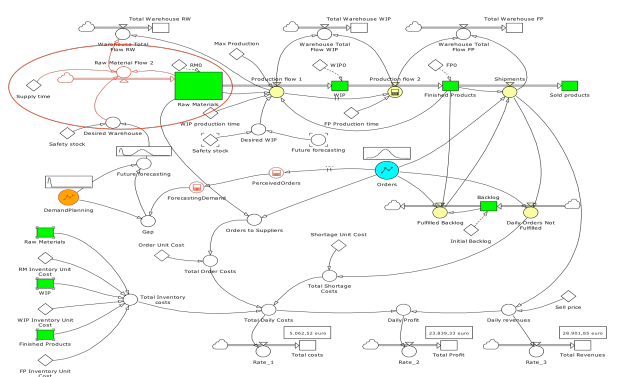 Total Warehouse RW
Total Warehouse WIP
Total Warehouse FP
Warehouse Total
Flow RW
Max Production
Warehouse Total
Flow WIP
Warehouse Total
Flow FP
Raw Material Flow 2
RM0
WIP0
FP0
Supply time
Production flow 1
Production flow 2
Shipments
Raw Materials
WIP
Finished Products
Sold products
WIP production time
FP Production time
Desired Warehouse
Safety stock
Desired WIP
Safety stock
Future forecasting
Future forecasting
PerceivedOrders
Orders
ForecastingDemand
DemandPlanning
Backlog
Gap
Orders to Suppliers
Fulfilled Backlog
Daily Orders Not
Fulfilled
Initial Backlog
Raw Materials
Order Unit Cost
Shortage Unit Cost
RM Inventory Unit
Cost
Total Order Costs
WIP
Total Shortage
Costs
Total Inventory
costs
Sell price
WIP Inventory Unit
Cost
Total Daily Costs
Daily Profit
Daily revenues
Finished Products
5.962,52 euro
23.839,33 euro
29.901,85 euro
FP Inventory Unit
Cost
Rate_1
Total costs
Rate_2
Total Profit
Rate_3
Total Revenues